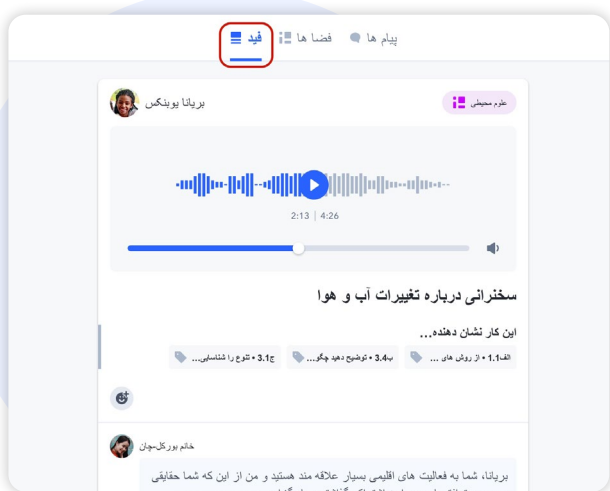 پیام ها
فضا ها
فید
بریانا یوبنکس
علوم محیطی
2:13 | 4:26
سخنرانی درباره تغییرات آب و هوا
این کار نشان دهنده...
الف1.1 • از روش های ...
ب3.4 • توضیح دهید چگو...
ج3.1 • تنوع را شناسایی...
خانم بورکل‌مچان
بریانا، شما به فعالیت های اقلیمی بسیار علاقه مند هستید و من از این که شما حقایقی